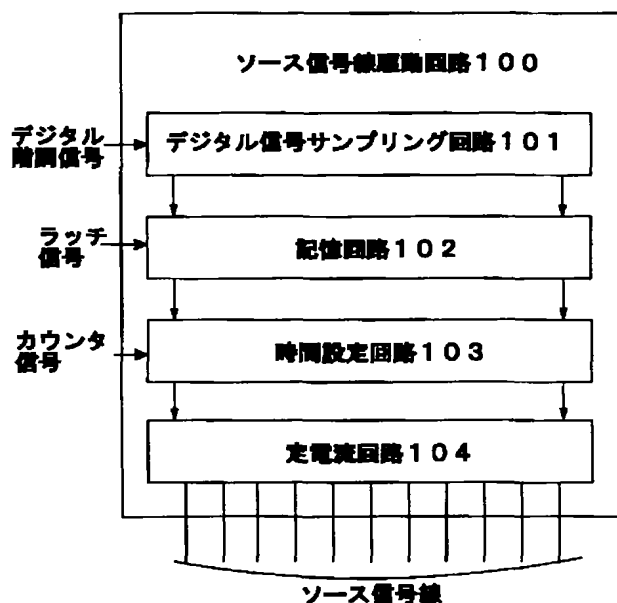 ソース信号線駆動回路１００
デジタル
階調信号
デジタル信号サンプリング回路１０１
ラッチ
信号
記憶回路１０２
カウンタ
信号
時間設定回路１０３
定電流回路１０４
ソース信号線